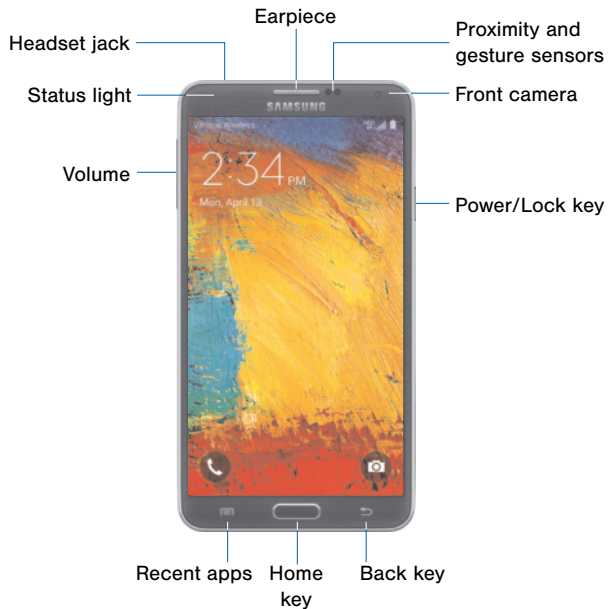 Earpiece
Headset jack
Proximity and
gesture sensors
Status light
Front camera
SAMSUNG
Verizon Wireless
2:34 PM
Mon, April 13
Volume
Power/Lock key
Recent apps
Home
key
Back key